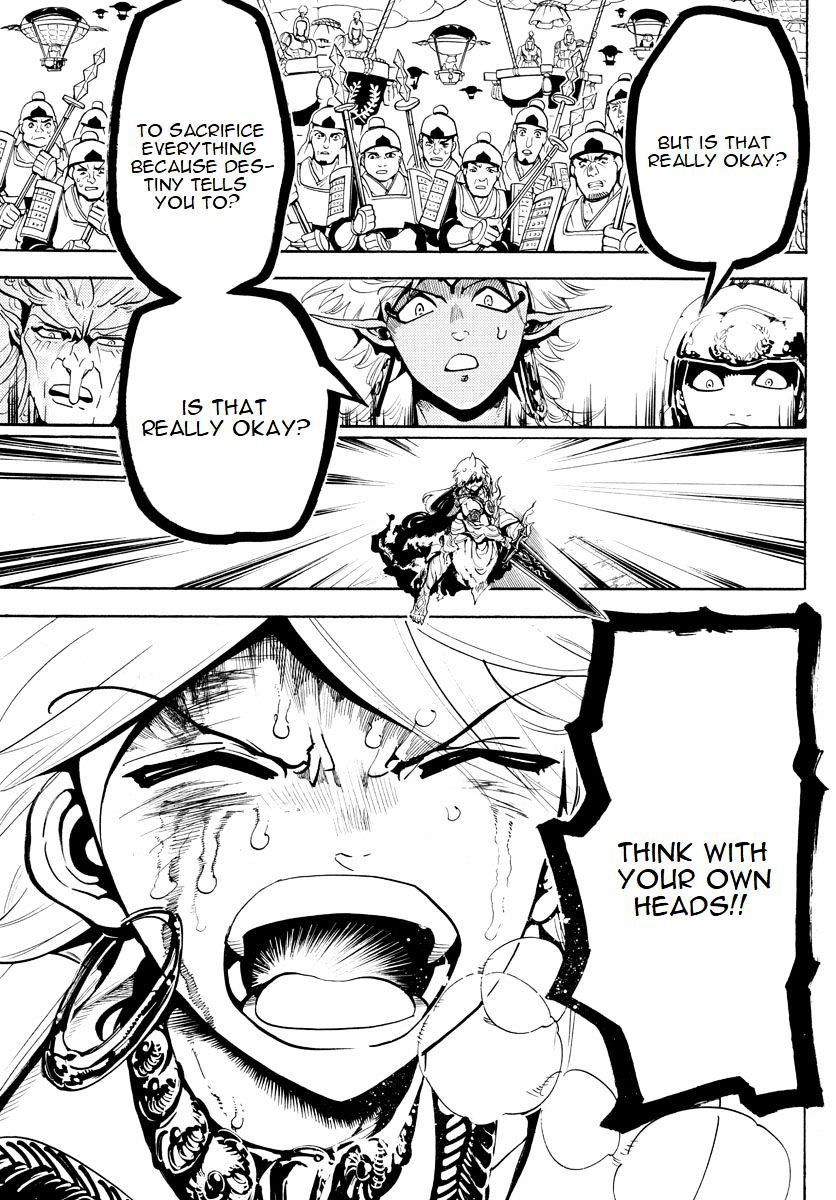 BUT IS THAT
REALLY OKAY?
TO SACRIFICE
EVERYTHING
BECAUSE DES-
TINY TELLS
YOU TO?
IS THAT
REALLY OKAY?
THINK WITH
YOUR OWN
HEADS!!